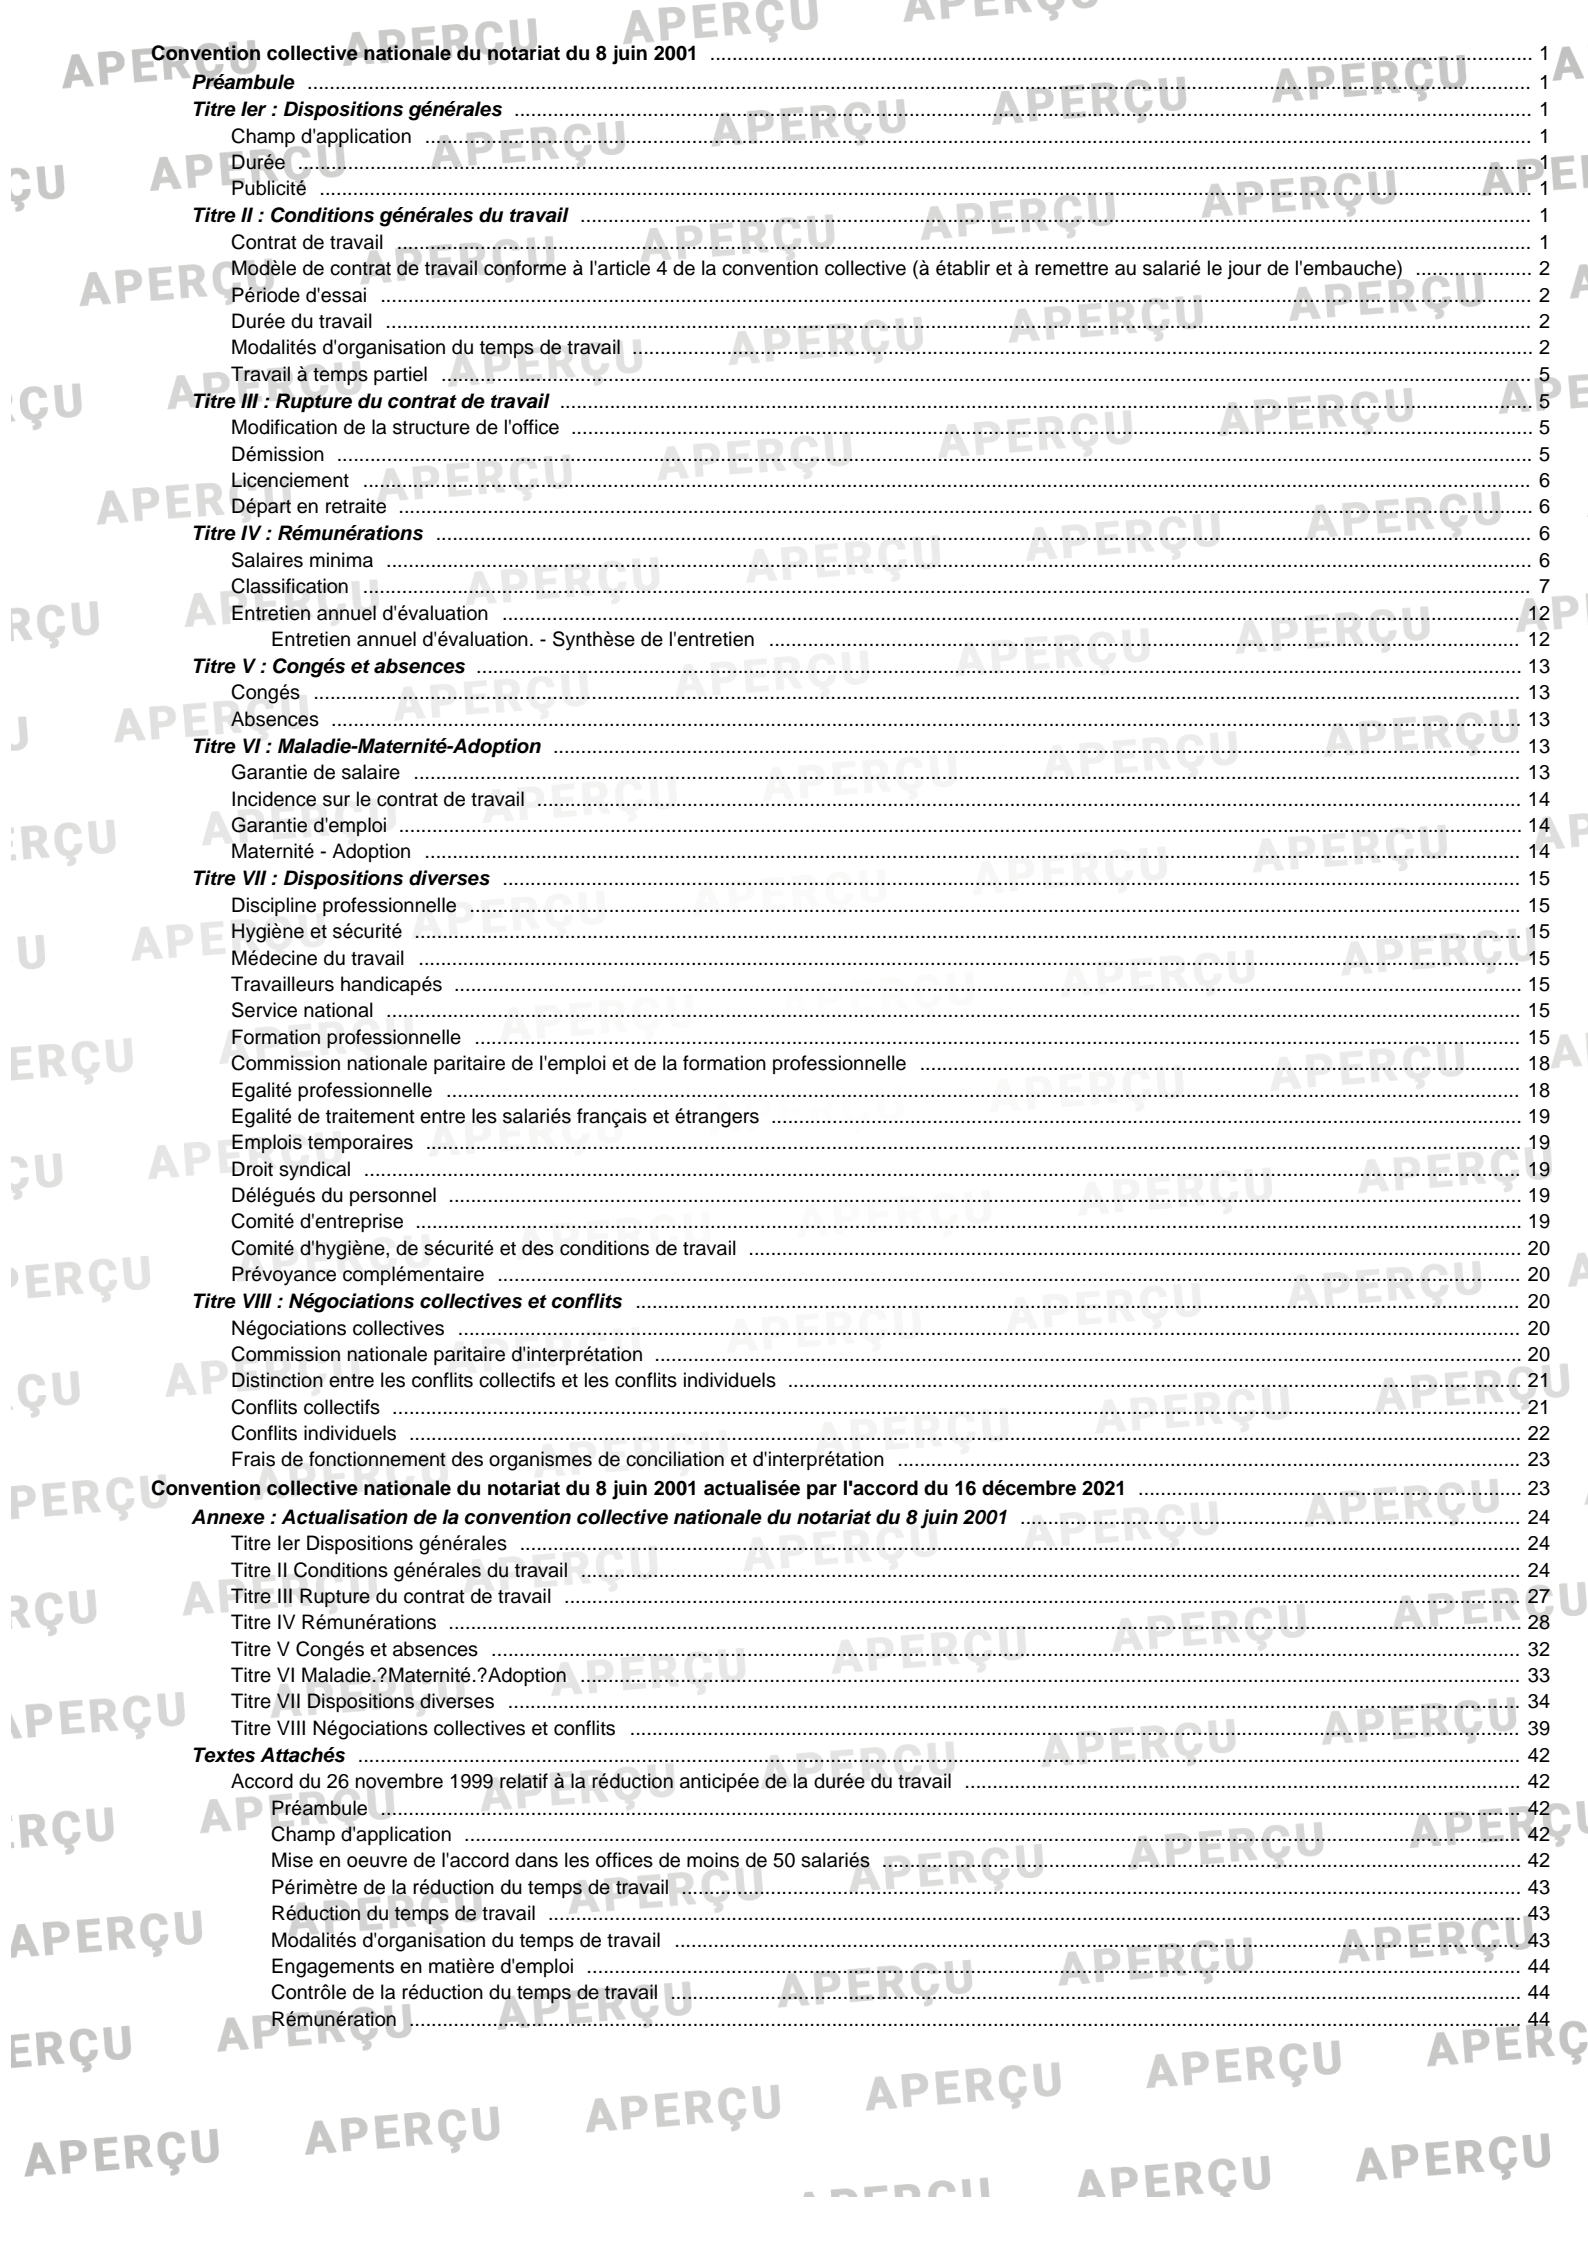 Convention collective nationale du notariat du 8 juin 2001 ... 1
Préambule ... 1
Titre Ier : Dispositions générales ... 1
Champ d'application ... 1
Durée ... 1
Publicité ... 1
Titre II : Conditions générales du travail ... 1
Contrat de travail ... 1
Modèle de contrat de travail conforme à l'article 4 de la convention collective (à établir et à remettre au salarié le jour de l'embauche) ... 2
Période d'essai ... 2
Durée du travail ... 2
Modalités d'organisation du temps de travail ... 2
Travail à temps partiel ... 5
Titre III : Rupture du contrat de travail ... 5
Modification de la structure de l'office ... 5
Démission ... 5
Licenciement ... 6
Départ en retraite ... 6
Titre IV : Rémunérations ... 6
Salaires minima ... 6
Classification ... 7
Entretien annuel d'évaluation ... 12
Entretien annuel d'évaluation. - Synthèse de l'entretien ... 12
Titre V : Congés et absences ... 13
Congés ... 13
Absences ... 13
Titre VI : Maladie-Maternité-Adoption ... 13
Garantie de salaire ... 13
Incidence sur le contrat de travail ... 14
Garantie d'emploi ... 14
Maternité - Adoption ... 14
Titre VII : Dispositions diverses ... 15
Discipline professionnelle ... 15
Hygiène et sécurité ... 15
Médecine du travail ... 15
Travailleurs handicapés ... 15
Service national ... 15
Formation professionnelle ... 15
Commission nationale paritaire de l'emploi et de la formation professionnelle ... 18
Egalité professionnelle ... 18
Egalité de traitement entre les salariés français et étrangers ... 19
Emplois temporaires ... 19
Droit syndical ... 19
Délégués du personnel ... 19
Comité d'entreprise ... 19
Comité d'hygiène, de sécurité et des conditions de travail ... 20
Prévoyance complémentaire ... 20
Titre VIII : Négociations collectives et conflits ... 20
Négociations collectives ... 20
Commission nationale paritaire d'interprétation ... 20
Distinction entre les conflits collectifs et les conflits individuels ... 21
Conflits collectifs ... 21
Conflits individuels ... 22
Frais de fonctionnement des organismes de conciliation et d'interprétation ... 23
Convention collective nationale du notariat du 8 juin 2001 actualisée par l'accord du 16 décembre 2021 ... 23
Annexe : Actualisation de la convention collective nationale du notariat du 8 juin 2001 ... 24
Titre Ier Dispositions générales ... 24
Titre II Conditions générales du travail ... 24
Titre III Rupture du contrat de travail ... 27
Titre IV Rémunérations ... 28
Titre V Congés et absences ... 32
Titre VI Maladie.?Maternité.?Adoption ... 33
Titre VII Dispositions diverses ... 34
Titre VIII Négociations collectives et conflits ... 39
Textes Attachés ... 42
Accord du 26 novembre 1999 relatif à la réduction anticipée de la durée du travail ... 42
Préambule ... 42
Champ d'application ... 42
Mise en oeuvre de l'accord dans les offices de moins de 50 salariés ... 42
Périmètre de la réduction du temps de travail ... 43
Réduction du temps de travail ... 43
Modalités d'organisation du temps de travail ... 43
Engagements en matière d'emploi ... 44
Contrôle de la réduction du temps de travail ... 44
Rémunération ... 44
APERÇU